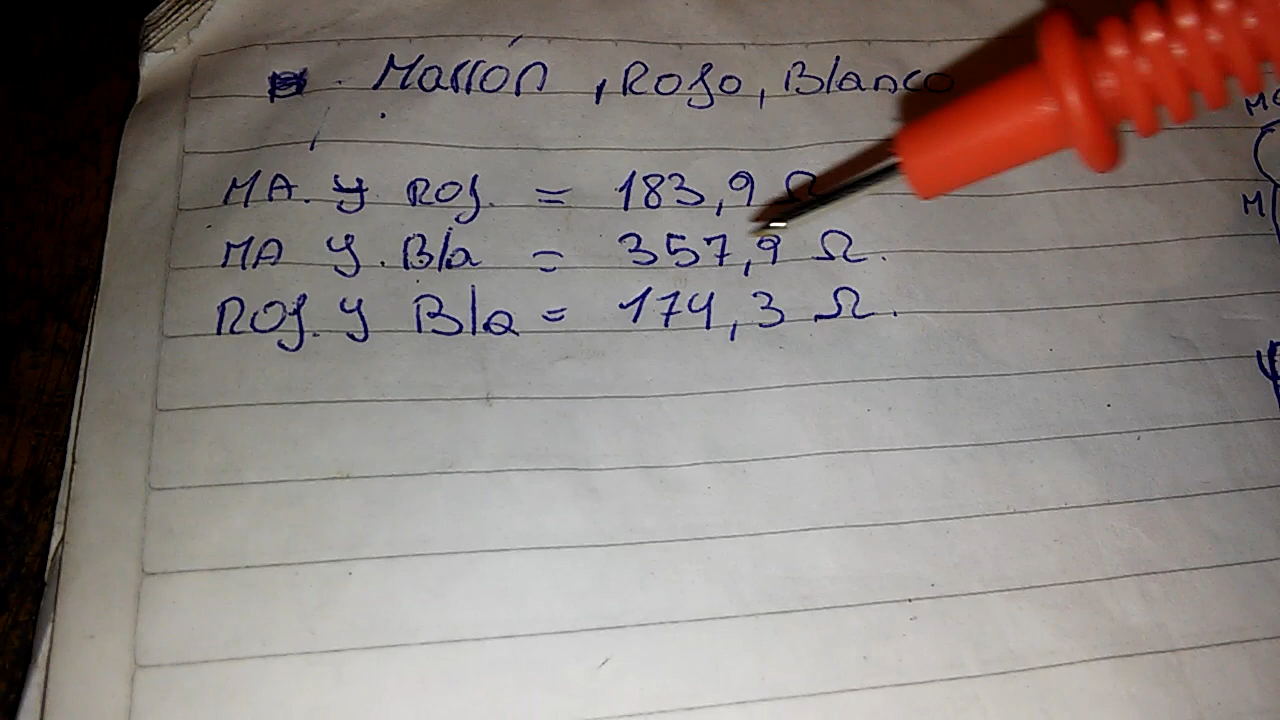 Marrón, Rojo, Blanco
MA. y Roj. = 183,9 Ω
MA y. Bla = 357,9 Ω.
Roj. y Bla = 174,3 Ω.